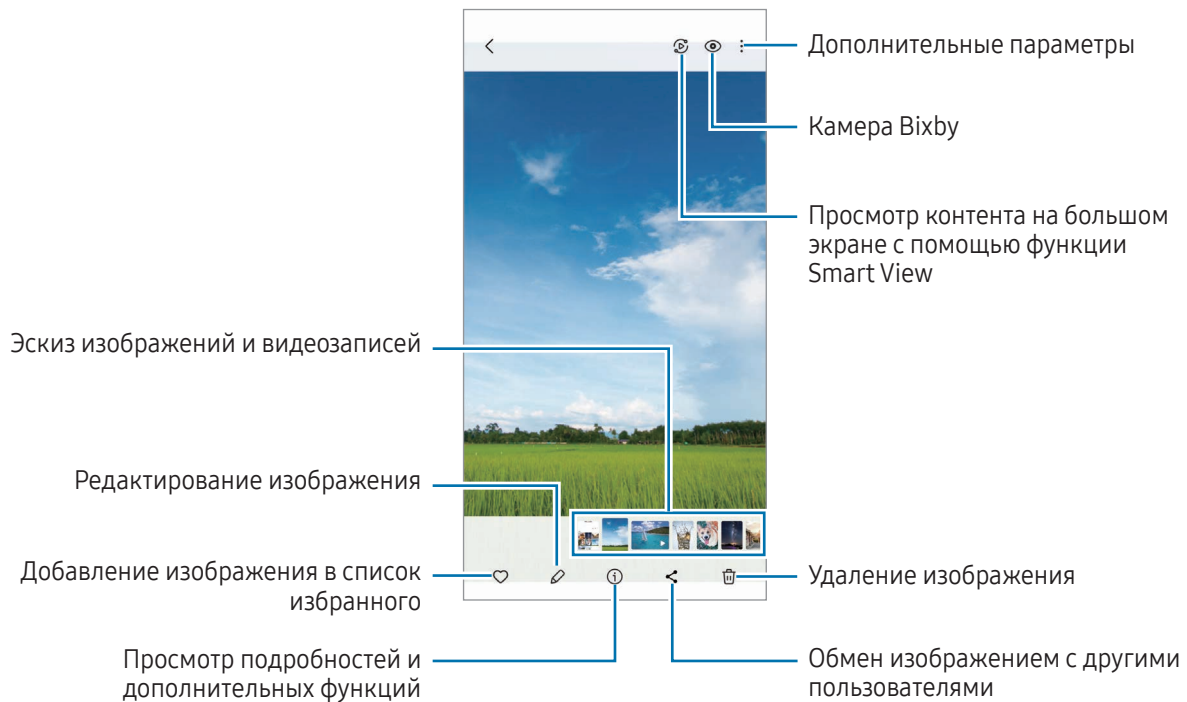 Дополнительные параметры
Камера Bixby
Просмотр контента на большом
экране с помощью функции
Smart View
Эскиз изображений и видеозаписей
Редактирование изображения
Добавление изображения в список
избранного
Удаление изображения
Просмотр подробностей и
дополнительных функций
Обмен изображением с другими
пользователями